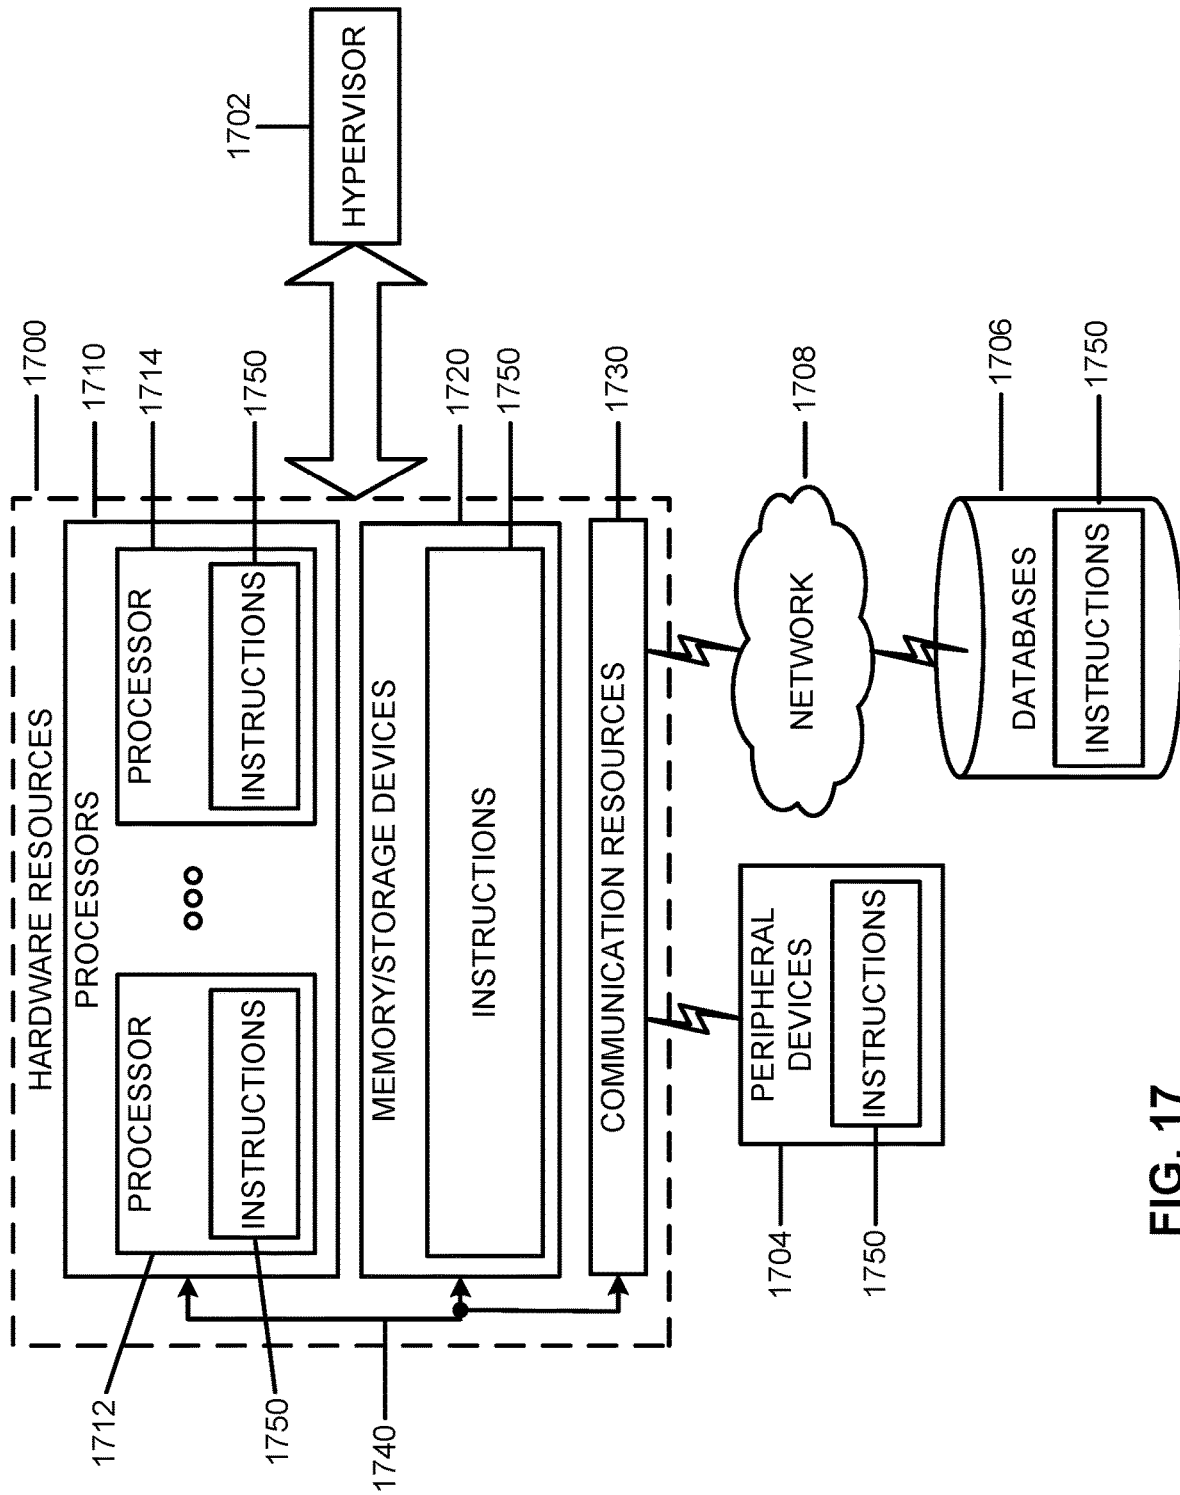 HARDWARE RESOURCES
1700
PROCESSORS
1710
PROCESSOR
1712
INSTRUCTIONS
1750
PROCESSOR
1714
INSTRUCTIONS
1750
HYPERVISOR
1702
MEMORY/STORAGE DEVICES
1720
INSTRUCTIONS
1750
1740
COMMUNICATION RESOURCES
1730
PERIPHERAL
DEVICES
1704
INSTRUCTIONS
1750
NETWORK
1708
DATABASES
1706
INSTRUCTIONS
1750
FIG. 17